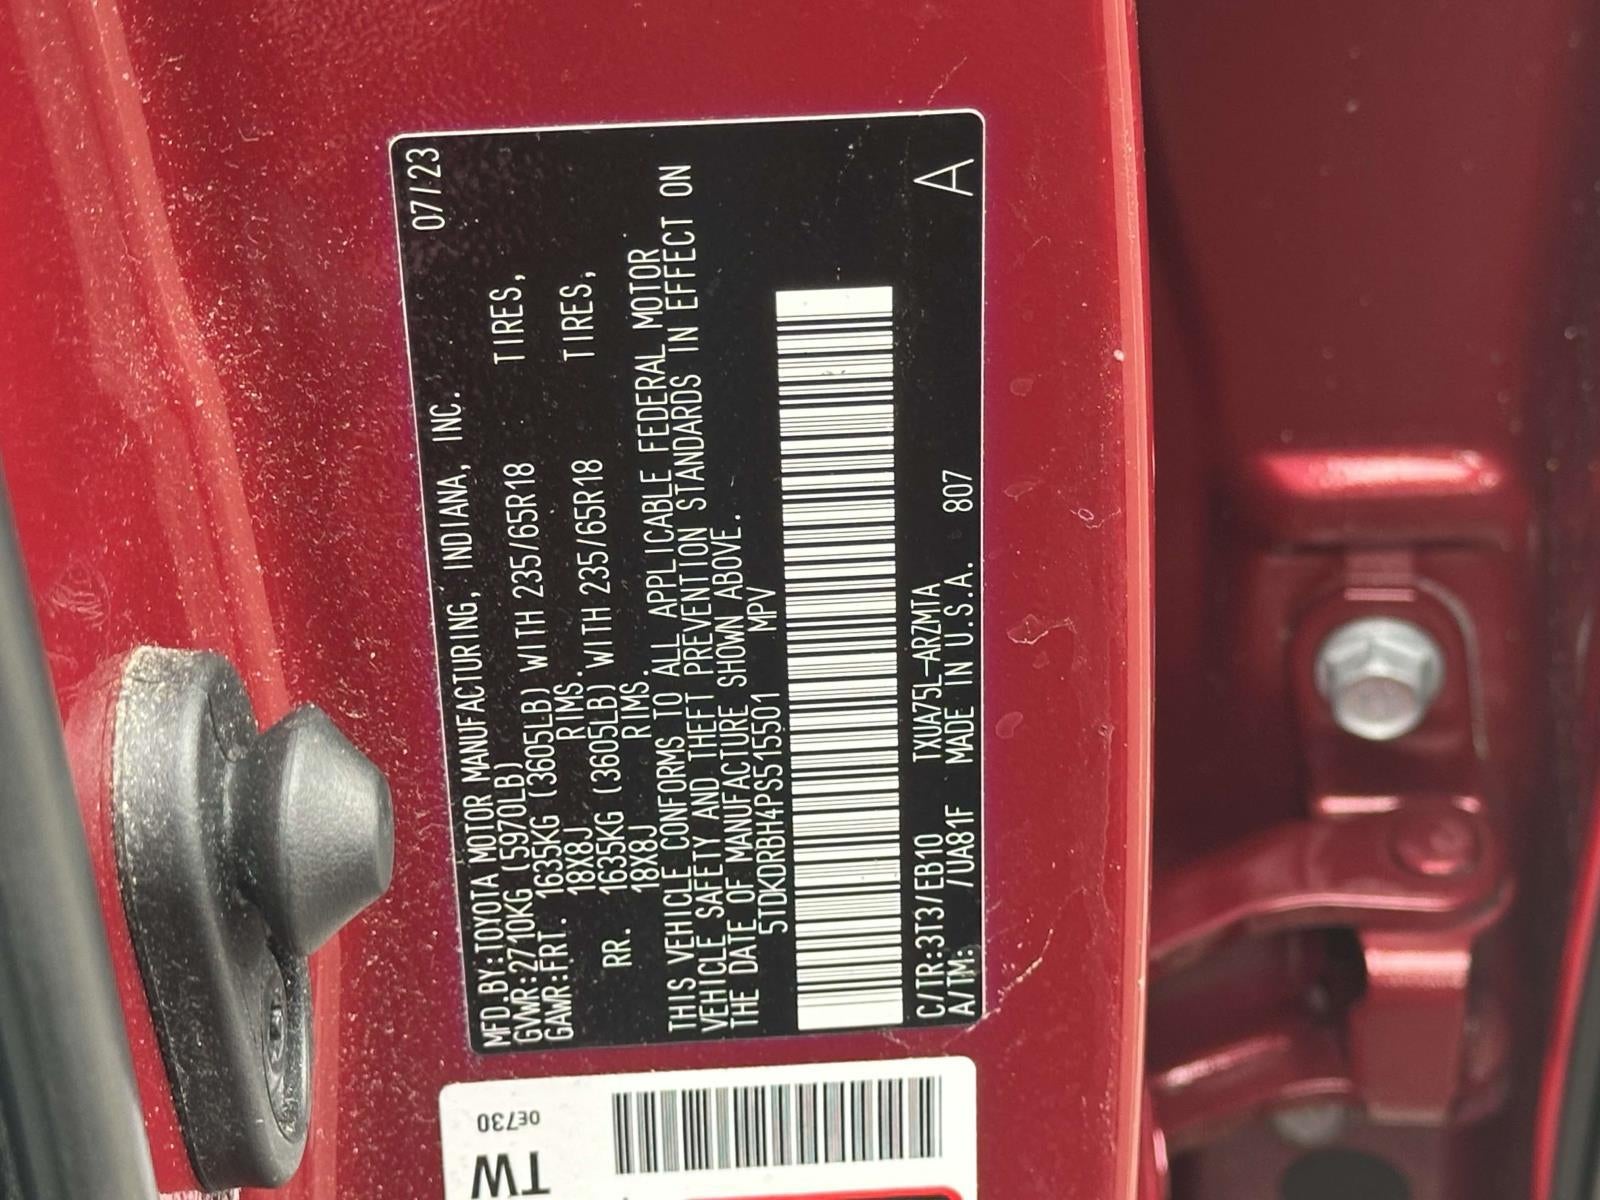 07/23
MFD.BY:TOYOTA MOTOR MANUFACTURING, INDIANA, INC.
GVWR:2710KG (5970LB)
GAWR:FRT. 1635KG (3605LB) WITH 235/65R18 TIRES,
18X8J RIMS.
RR. 1635KG (3605LB) WITH 235/65R18 TIRES,
18X8J RIMS.
THIS VEHICLE CONFORMS TO ALL APPLICABLE FEDERAL MOTOR
VEHICLE SAFETY AND THEFT PREVENTION STANDARDS IN EFFECT ON
THE DATE OF MANUFACTURE SHOWN ABOVE.
5TDKDRBH4PS515501 MPV
C/TR:3T3/EB10 TXUA75L-ARZMTA
A/TM: /UA81F MADE IN U.S.A. 807 A
0E730
TW